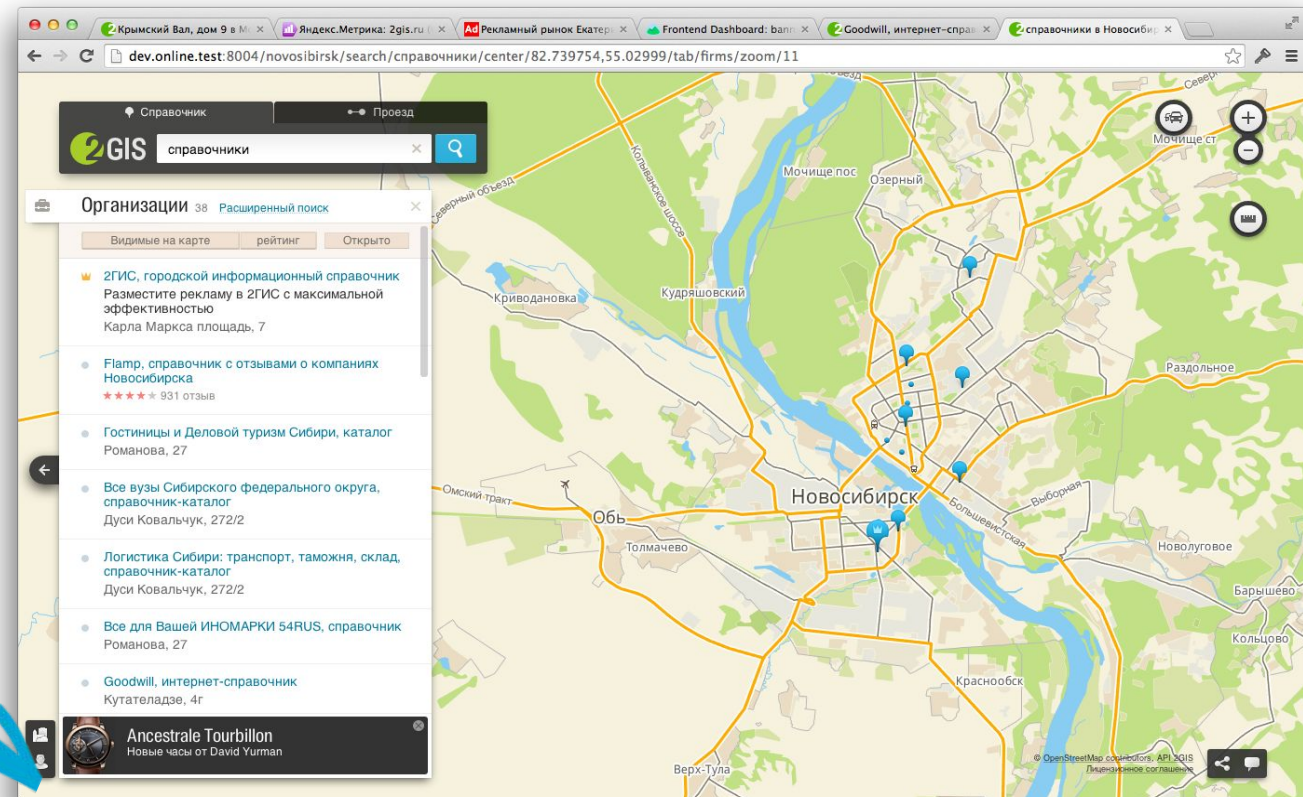 Крымский Вал, дом 9 в М
Яндекс.Метрика: 2gis.ru
Ad Рекламный рынок Екатер
Frontend Dashboard: bann
Goodwill, интернет-справ
справочники в Новосибир
dev.online.test:8004/novosibirsk/search/справочники/center/82.739754,55.02999/tab/firms/zoom/11
Справочник
Проезд
2GIS
справочники
Организации 38 Расширенный поиск
Видимые на карте
рейтинг
Открыто
2ГИС, городской информационный справочник
Разместите рекламу в 2ГИС с максимальной
эффективностью
Карла Маркса площадь, 7
Flamp, справочник с отзывами о компаниях
Новосибирска
931 отзыв
Гостиницы и Деловой туризм Сибири, каталог
Романова, 27
Все вузы Сибирского федерального округа,
справочник-каталог
Дуси Ковальчук, 272/2
Логистика Сибири: транспорт, таможня, склад,
справочник-каталог
Дуси Ковальчук, 272/2
Все для Вашей ИНОМАРКИ 54RUS, справочник
Романова, 27
Goodwill, интернет-справочник
Кутателадзе, 4г
Ancestrale Tourbillon
Новые часы от David Yurman
Северный объезд
Колыванское шоссе
Мочище пос
Озерный
Мочище ст
Криводановка
Кудряшовский
Раздольное
Омский тракт
Новосибирск
Обь
Толмачево
Большевистская
Выборная
Новолуговое
Барышево
Кольцово
Краснообск
Верх-Тула
© OpenStreetMap contributors, API 2GIS
Лицензионное соглашение